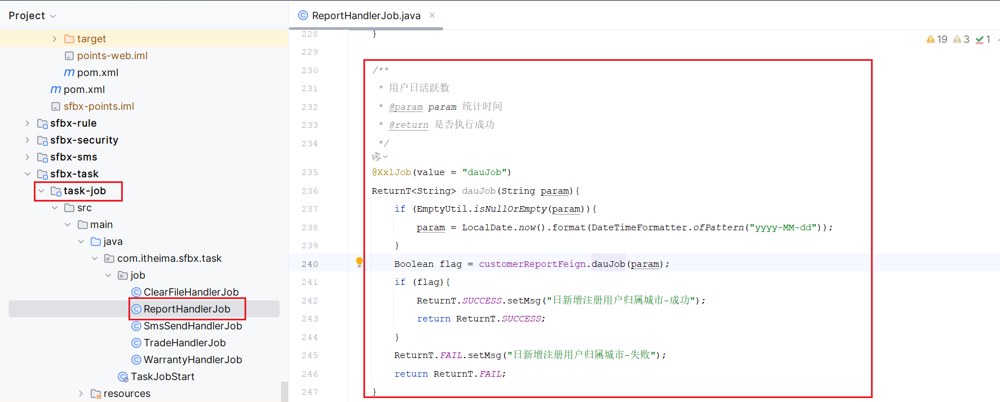 Project
target
points-web.iml
pom.xml
pom.xml
sfbx-points.iml
sfbx-rule
sfbx-security
sfbx-sms
sfbx-task
task-job
src
main
java
com.itheima.sfbx.task
job
ClearFileHandlerJob
ReportHandlerJob
SmsSendHandlerJob
TradeHandlerJob
WarrantyHandlerJob
TaskJobStart
resources
ReportHandlerJob.java
19 3 1
228 }
229
230 /**
231 * 用户日活跃数
232 * @param param 统计时间
233 * @return 是否执行成功
234 */
235 @XxlJob(value = "dauJob")
236 ReturnT<String> dauJob(String param){
237 if (EmptyUtil.isNullOrEmpty(param)){
238 param = LocalDate.now().format(DateTimeFormatter.ofPattern("yyyy-MM-dd"));
239 }
240 Boolean flag = customerReportFeign.dauJob(param);
241 if (flag){
242 ReturnT.SUCCESS.setMsg("日新增注册用户归属城市-成功");
243 return ReturnT.SUCCESS;
244 }
245 ReturnT.FAIL.setMsg("日新增注册用户归属城市-失败");
246 return ReturnT.FAIL;
247 }